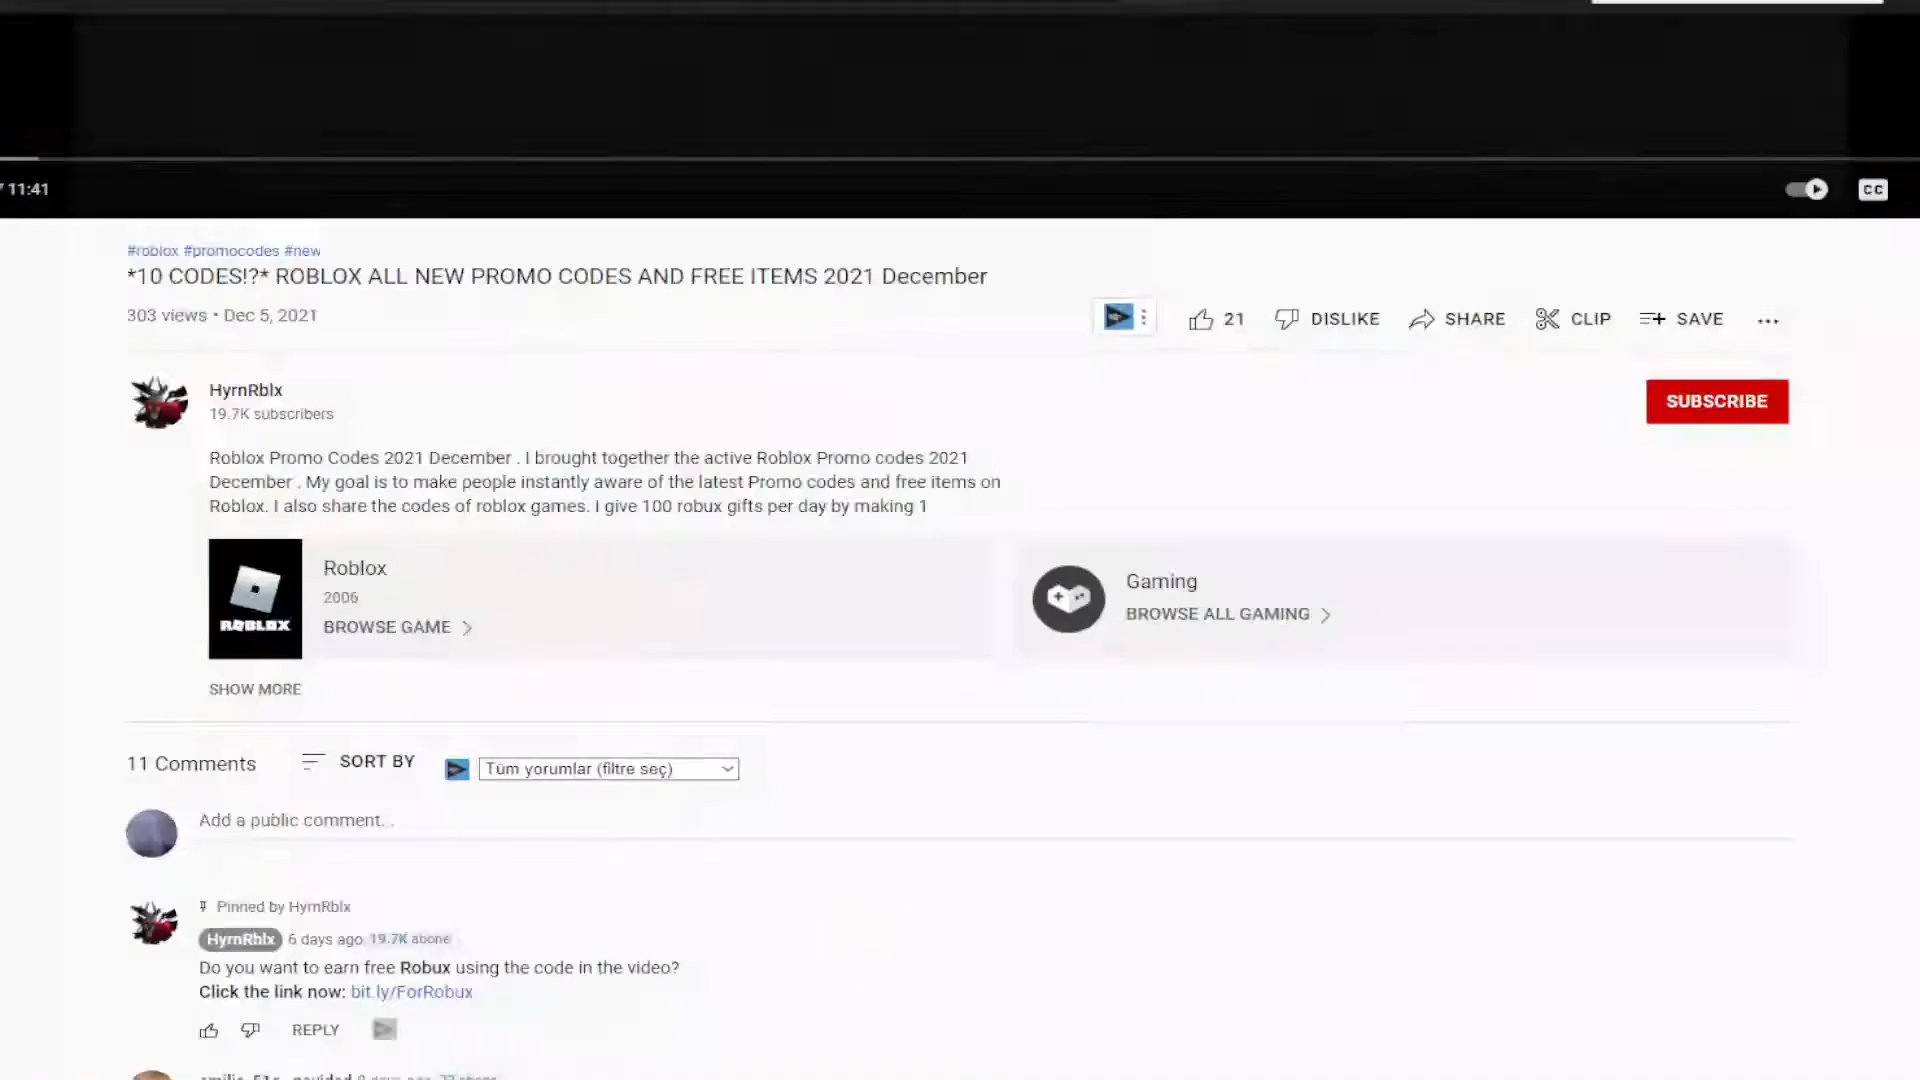 / 11:41
CC
#roblox #promocodes #new
*10 CODES!?* ROBLOX ALL NEW PROMO CODES AND FREE ITEMS 2021 December
303 views • Dec 5, 2021
21
DISLIKE
SHARE
CLIP
SAVE
HyrnRblx
19.7K subscribers
SUBSCRIBE
Roblox Promo Codes 2021 December . I brought together the active Roblox Promo codes 2021
December . My goal is to make people instantly aware of the latest Promo codes and free items on
Roblox. I also share the codes of roblox games. I give 100 robux gifts per day by making 1
ROBLOX
Roblox
2006
BROWSE GAME
Gaming
BROWSE ALL GAMING
SHOW MORE
11 Comments
SORT BY
Tüm yorumlar (filtre seç)
Add a public comment...
Pinned by HyrnRblx
HyrnRblx 6 days ago 19.7K abone
Do you want to earn free Robux using the code in the video?
Click the link now: bit.ly/ForRobux
REPLY